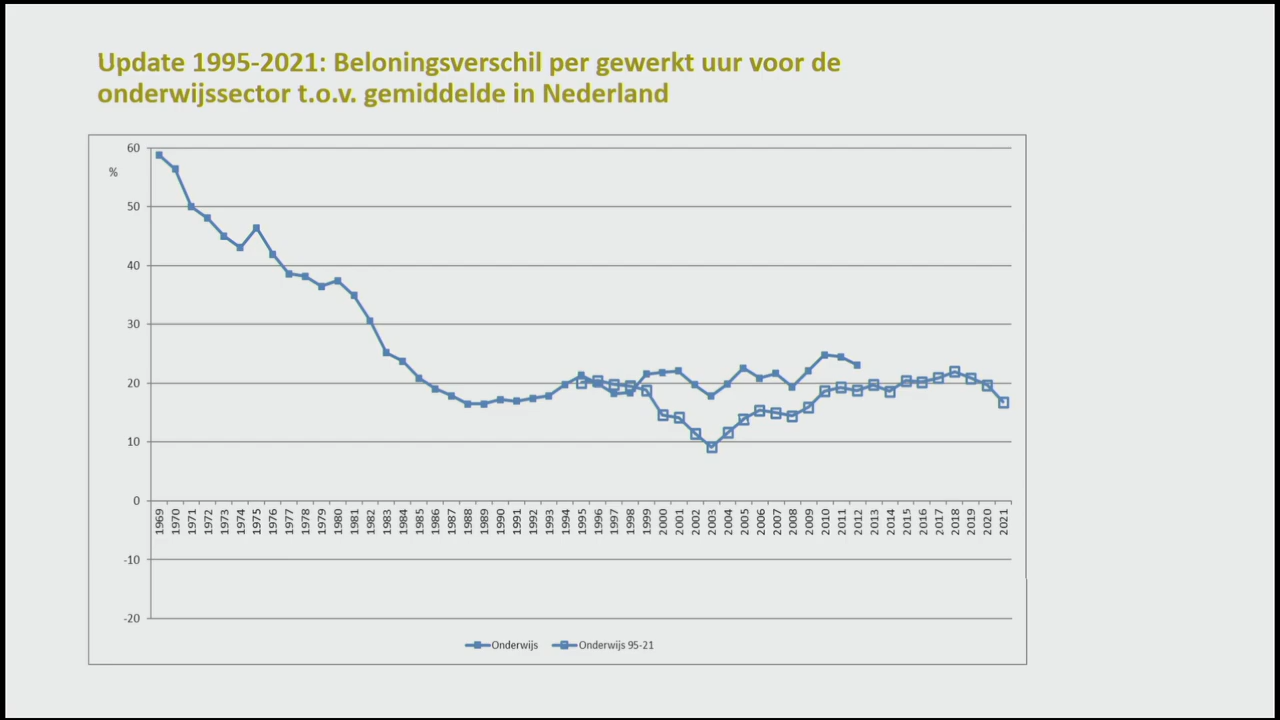 Update 1995-2021: Beloningsverschil per gewerkt uur voor de
onderwijssector t.o.v. gemiddelde in Nederland
60
%
50
40
30
20
10
0
-10
-20
1969 1970 1971 1972 1973 1974 1975 1976 1977 1978 1979 1980 1981 1982 1983 1984 1985 1986 1987 1988 1989 1990 1991 1992 1993 1994 1995 1996 1997 1998 1999 2000 2001 2002 2003 2004 2005 2006 2007 2008 2009 2010 2011 2012 2013 2014 2015 2016 2017 2018 2019 2020 2021
Onderwijs Onderwijs 95-21